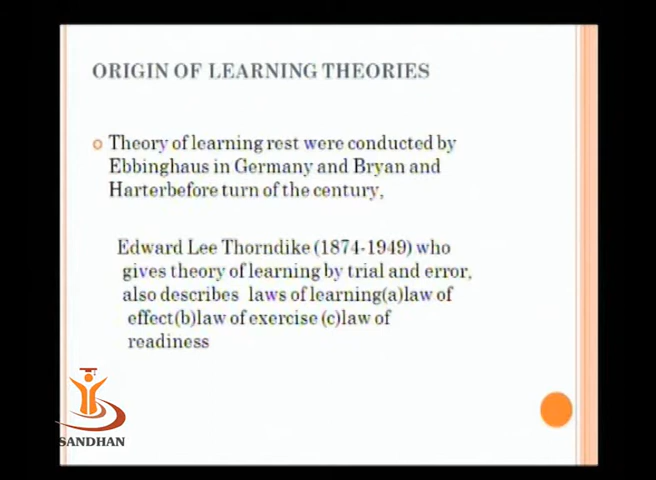 ORIGIN OF LEARNING THEORIES
Theory of learning rest were conducted by
Ebbinghaus in Germany and Bryan and
Harterbefore turn of the century,
Edward Lee Thorndike (1874-1949) who
gives theory of learning by trial and error,
also describes laws of learning(a)law of
effect(b)law of exercise (c)law of
readiness
SANDHAN